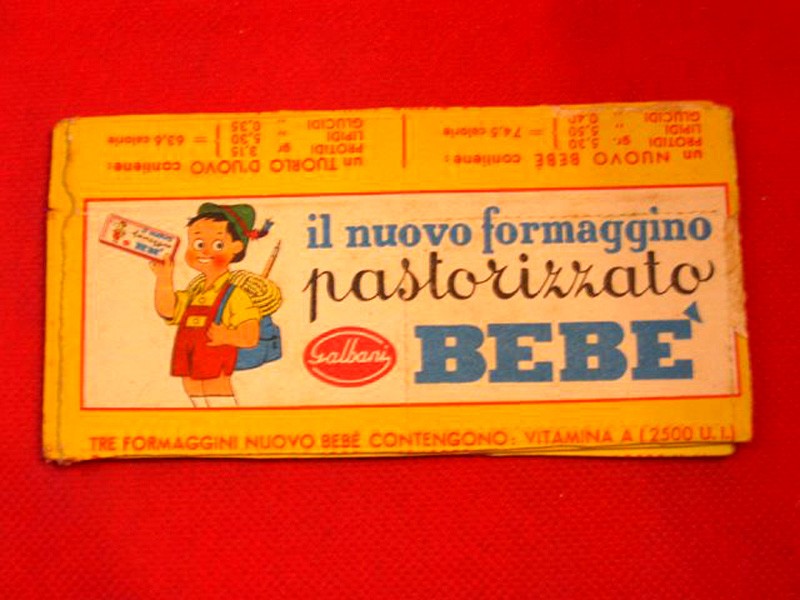 un TUORLO D'UOVO contiene:
PROTIDI gr. 3,15
LIPIDI " 5,30
GLUCIDI " 0,35
= 63,6 calorie
un NUOVO BEBÈ contiene:
PROTIDI gr. 5,30
LIPIDI " 5,50
GLUCIDI " 0,40
= 74,5 calorie
il nuovo formaggino
pastorizzato
Galbani
BEBÈ
BEBÈ
TRE FORMAGGINI NUOVO BEBÈ CONTENGONO: VITAMINA A (2500 U. I.)